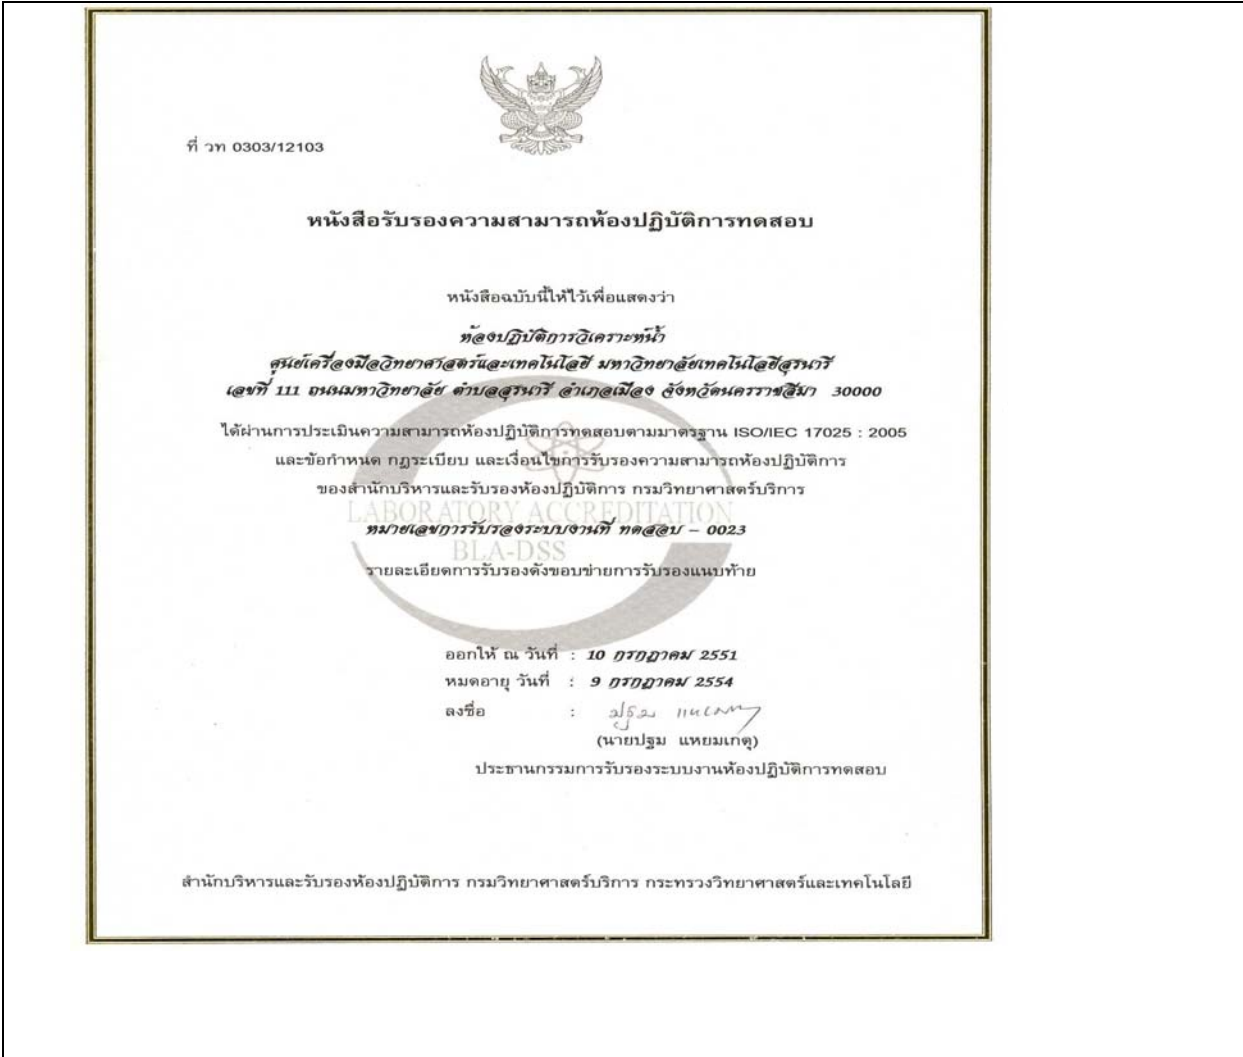 ที่ วท 0303/12103
หนังสือรับรองความสามารถห้องปฏิบัติการทดสอบ
หนังสือฉบับนี้ให้ไว้เพื่อแสดงว่า
ห้องปฏิบัติการวิเคราะห์น้ำ
ศูนย์เครื่องมือวิทยาศาสตร์และเทคโนโลยี มหาวิทยาลัยเทคโนโลยีสุรนารี
เลขที่ 111 ถนนมหาวิทยาลัย ตำบลสุรนารี อำเภอเมือง จังหวัดนครราชสีมา 30000
ได้ผ่านการประเมินความสามารถห้องปฏิบัติการทดสอบตามมาตรฐาน ISO/IEC 17025 : 2005
และข้อกำหนด กฎระเบียบ และเงื่อนไขการรับรองความสามารถห้องปฏิบัติการ
ของสำนักบริหารและรับรองห้องปฏิบัติการ กรมวิทยาศาสตร์บริการ
LABORATORY ACCREDITATION
หมายเลขการรับรองระบบงานที่ ทดสอบ – 0023
BLA-DSS
รายละเอียดการรับรองดังขอบข่ายการรับรองแนบท้าย
ออกให้ ณ วันที่ : 10 กรกฎาคม 2551
หมดอายุ วันที่ : 9 กรกฎาคม 2554
ลงชื่อ :
(นายปฐม แหยมเกตุ)
ประธานกรรมการรับรองระบบงานห้องปฏิบัติการทดสอบ
สำนักบริหารและรับรองห้องปฏิบัติการ กรมวิทยาศาสตร์บริการ กระทรวงวิทยาศาสตร์และเทคโนโลยี